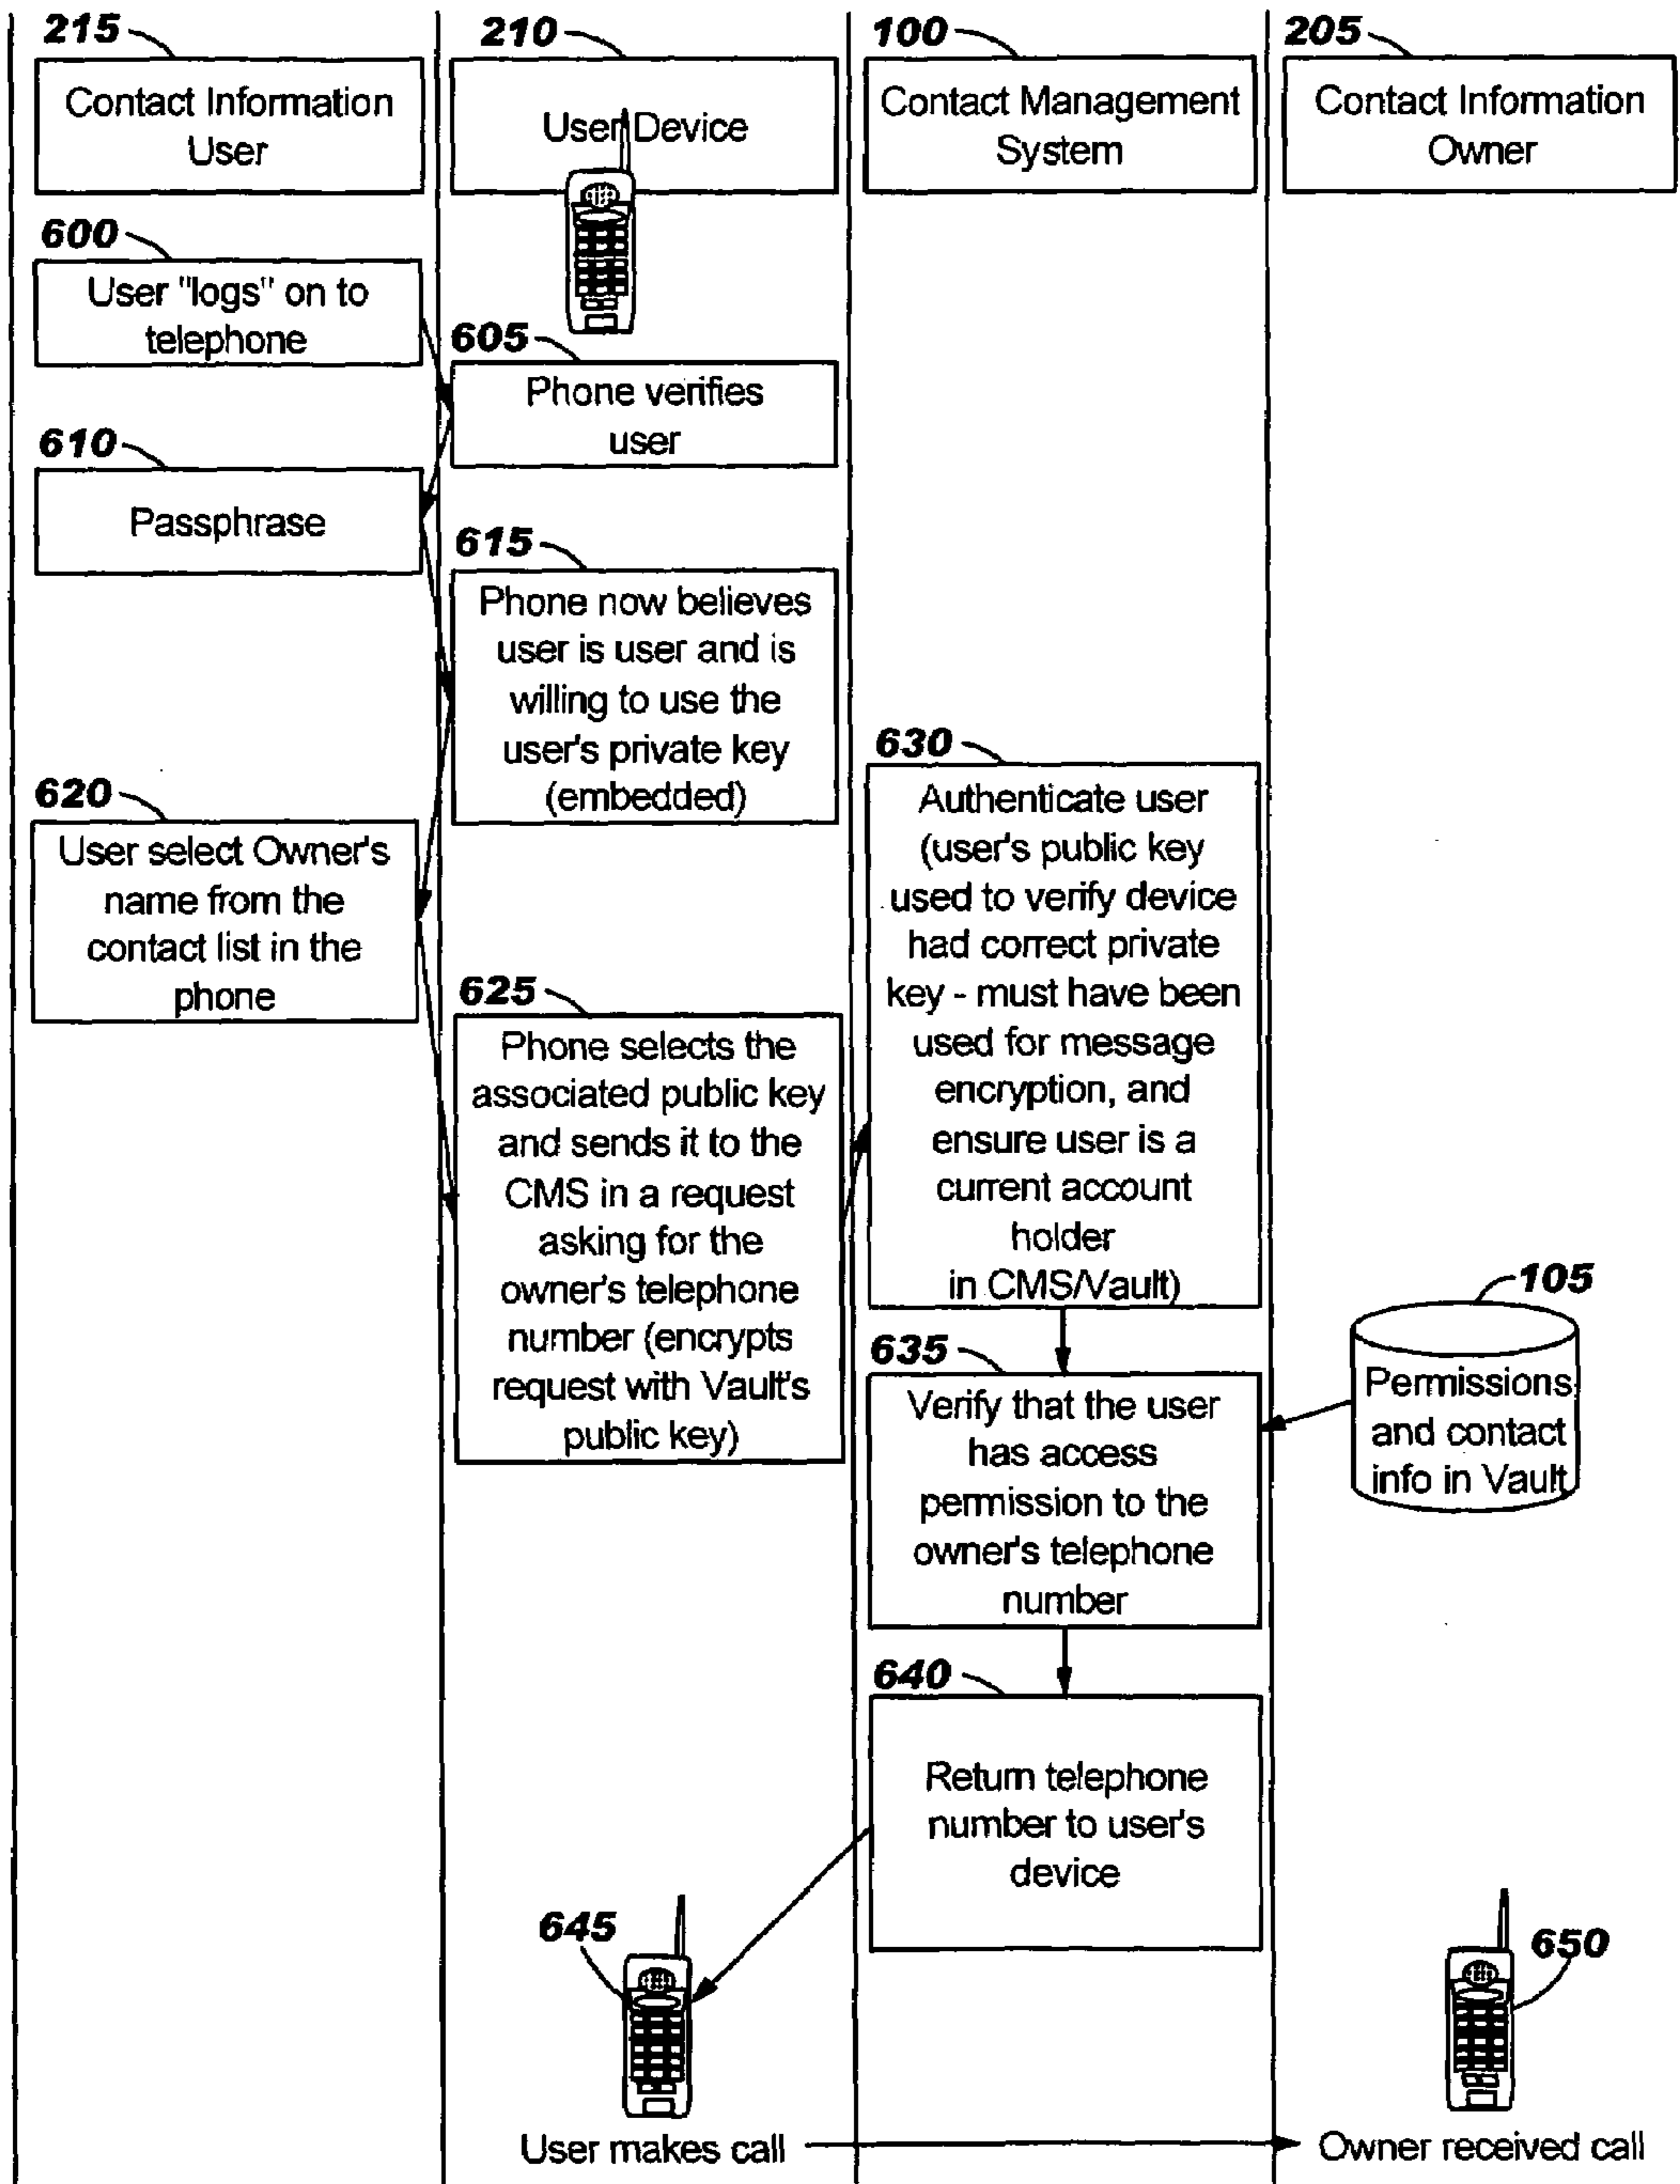 215
210
100
205
Contact Information
User
User Device
Contact Management
System
Contact Information
Owner
600
User "logs" on to
telephone
605
Phone verifies
user
610
Passphrase
615
Phone now believes
user is user and is
willing to use the
user's private key
(embedded)
620
User select Owner's
name from the
contact list in the
phone
625
Phone selects the
associated public key
and sends it to the
CMS in a request
asking for the
owner's telephone
number (encrypts
request with Vault's
public key)
630
Authenticate user
(user's public key
used to verify device
had correct private
key - must have been
used for message
encryption, and
ensure user is a
current account
holder
in CMS/Vault)
105
Permissions
and contact
info in Vault
635
Verify that the user
has access
permission to the
owner's telephone
number
640
Return telephone
number to user's
device
645
650
User makes call
Owner received call